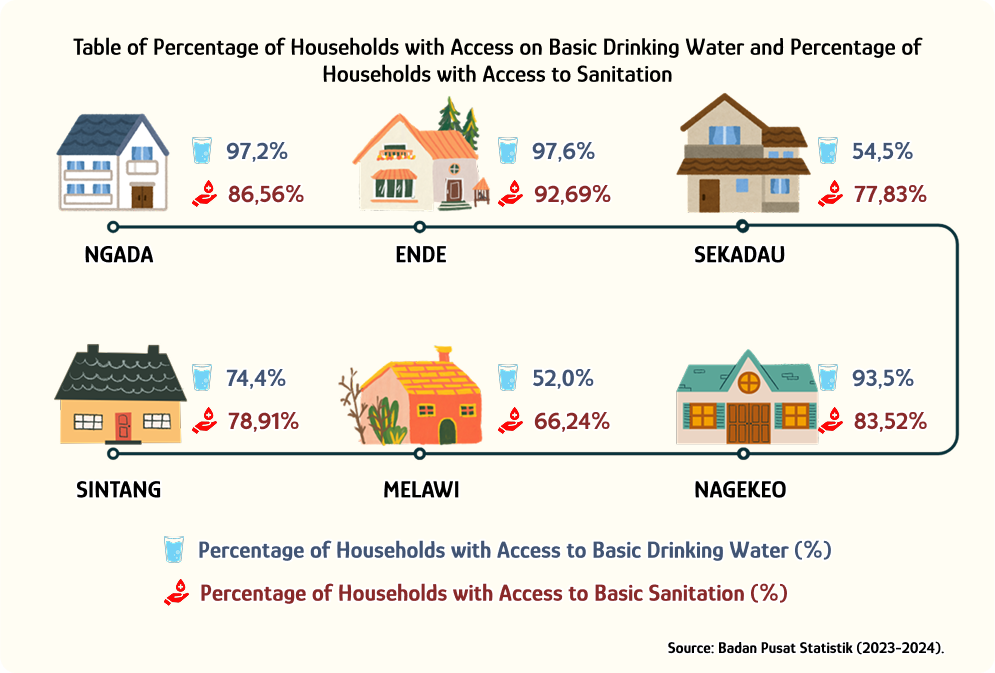 Table of Percentage of Households with Access on Basic Drinking Water and Percentage of
Households with Access to Sanitation
97,2%
86,56%
NGADA
97,6%
92,69%
ENDE
54,5%
77,83%
SEKADAU
74,4%
78,91%
SINTANG
52,0%
66,24%
MELAWI
93,5%
83,52%
NAGEKEO
Percentage of Households with Access to Basic Drinking Water (%)
Percentage of Households with Access to Basic Sanitation (%)
Source: Badan Pusat Statistik (2023-2024).